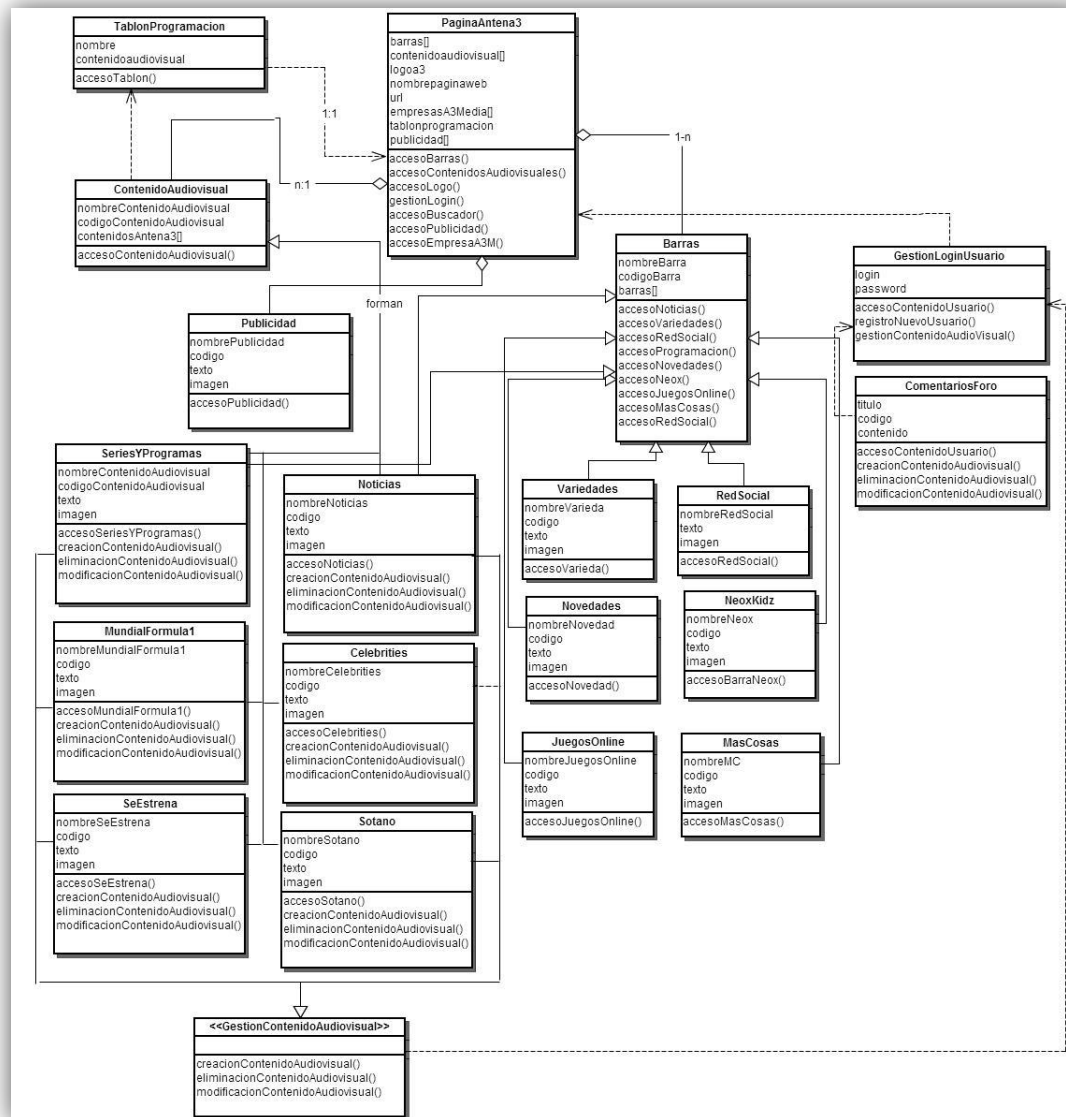 TablonProgramacion
nombre
contenidoaudiovisual
accesoTablon()
PaginaAntena3
barras[]
contenidoaudiovisual[]
logoa3
nombrepaginaweb
url
empresasA3Media[]
tablonprogramacion
publicidad[]
accesoBarras()
accesoContenidosAudiovisuales()
accesoLogo()
gestionLogin()
accesoBuscador()
accesoPublicidad()
accesoEmpresaA3M()
1:1
n:1
1-n
ContenidoAudiovisual
nombreContenidoAudiovisual
codigoContenidoAudiovisual
contenidosAntena3[]
accesoContenidoAudiovisual()
forman
Publicidad
nombrePublicidad
codigo
texto
imagen
accesoPublicidad()
Barras
nombreBarra
codigoBarra
barras[]
accesoNoticias()
accesoVariedades()
accesoRedSocial()
accesoProgramacion()
accesoNovedades()
accesoNeox()
accesoJuegosOnline()
accesoMasCosas()
accesoRedSocial()
GestionLoginUsuario
login
password
accesoContenidoUsuario()
registroNuevoUsuario()
gestionContenidoAudioVisual()
ComentariosForo
titulo
codigo
contenido
accesoContenidoUsuario()
creacionContenidoAudiovisual()
eliminacionContenidoAudiovisual()
modificacionContenidoAudiovisual()
SeriesYProgramas
nombreContenidoAudiovisual
codigoContenidoAudiovisual
texto
imagen
accesoSeriesYProgramas()
creacionContenidoAudiovisual()
eliminacionContenidoAudiovisual()
modificacionContenidoAudiovisual()
Noticias
nombreNoticias
codigo
texto
imagen
accesoNoticias()
creacionContenidoAudiovisual()
eliminacionContenidoAudiovisual()
modificacionContenidoAudiovisual()
Variedades
nombreVarieda
codigo
texto
imagen
accesoVarieda()
RedSocial
nombreRedSocial
texto
imagen
accesoRedSocial()
Novedades
nombreNovedad
codigo
texto
imagen
accesoNovedad()
NeoxKidz
nombreNeox
codigo
texto
imagen
accesoBarraNeox()
MundialFormula1
nombreMundialFormula1
codigo
texto
imagen
accesoMundialFormula1()
creacionContenidoAudiovisual()
eliminacionContenidoAudiovisual()
modificacionContenidoAudiovisual()
Celebrities
nombreCelebrities
codigo
texto
imagen
accesoCelebrities()
creacionContenidoAudiovisual()
eliminacionContenidoAudiovisual()
modificacionContenidoAudiovisual()
JuegosOnline
nombreJuegosOnline
codigo
texto
imagen
accesoJuegosOnline()
MasCosas
nombreMC
codigo
texto
imagen
accesoMasCosas()
SeEstrena
nombreSeEstrena
codigo
texto
imagen
accesoSeEstrena()
creacionContenidoAudiovisual()
eliminacionContenidoAudiovisual()
modificacionContenidoAudiovisual()
Sotano
nombreSotano
codigo
texto
imagen
accesoSotano()
creacionContenidoAudiovisual()
eliminacionContenidoAudiovisual()
modificacionContenidoAudiovisual()
<<GestionContenidoAudiovisual>>
creacionContenidoAudiovisual()
eliminacionContenidoAudiovisual()
modificacionContenidoAudiovisual()